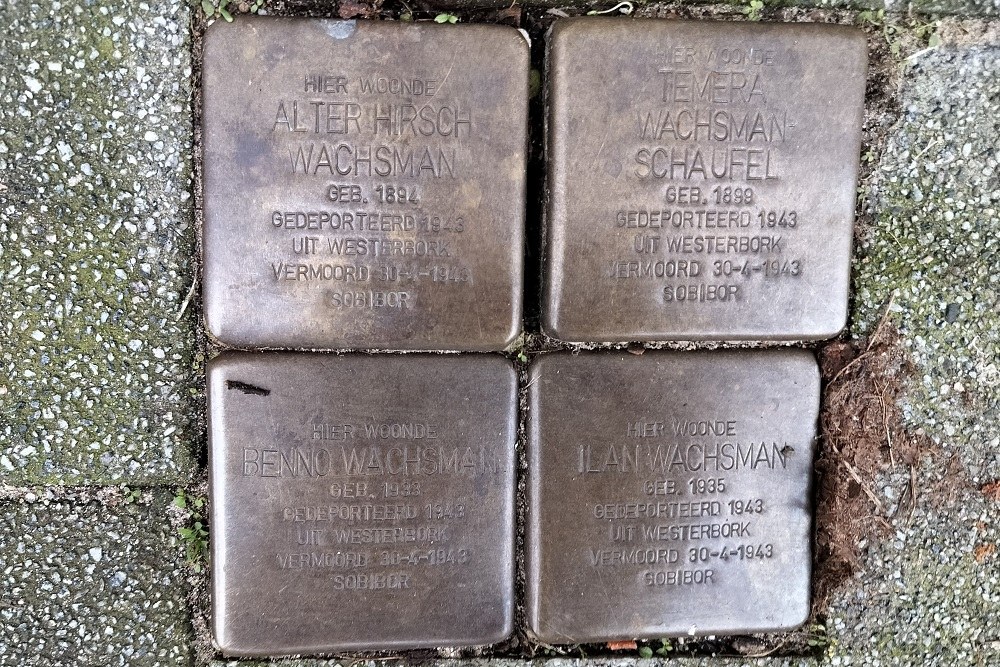 HIER WOONDE
ALTER HIRSCH
WACHSMAN
GEB. 1894
GEDEPORTEERD 1943
UIT WESTERBORK
VERMOORD 30-4-1943
SOBIBOR
HIER WOONDE
TEMERA
WACHSMAN-
SCHAUFEL
GEB. 1899
GEDEPORTEERD 1943
UIT WESTERBORK
VERMOORD 30-4-1943
SOBIBOR
HIER WOONDE
BENNO WACHSMAN
GEB. 1933
GEDEPORTEERD 1943
UIT WESTERBORK
VERMOORD 30-4-1943
SOBIBOR
HIER WOONDE
ILAN WACHSMAN
GEB. 1935
GEDEPORTEERD 1943
UIT WESTERBORK
VERMOORD 30-4-1943
SOBIBOR